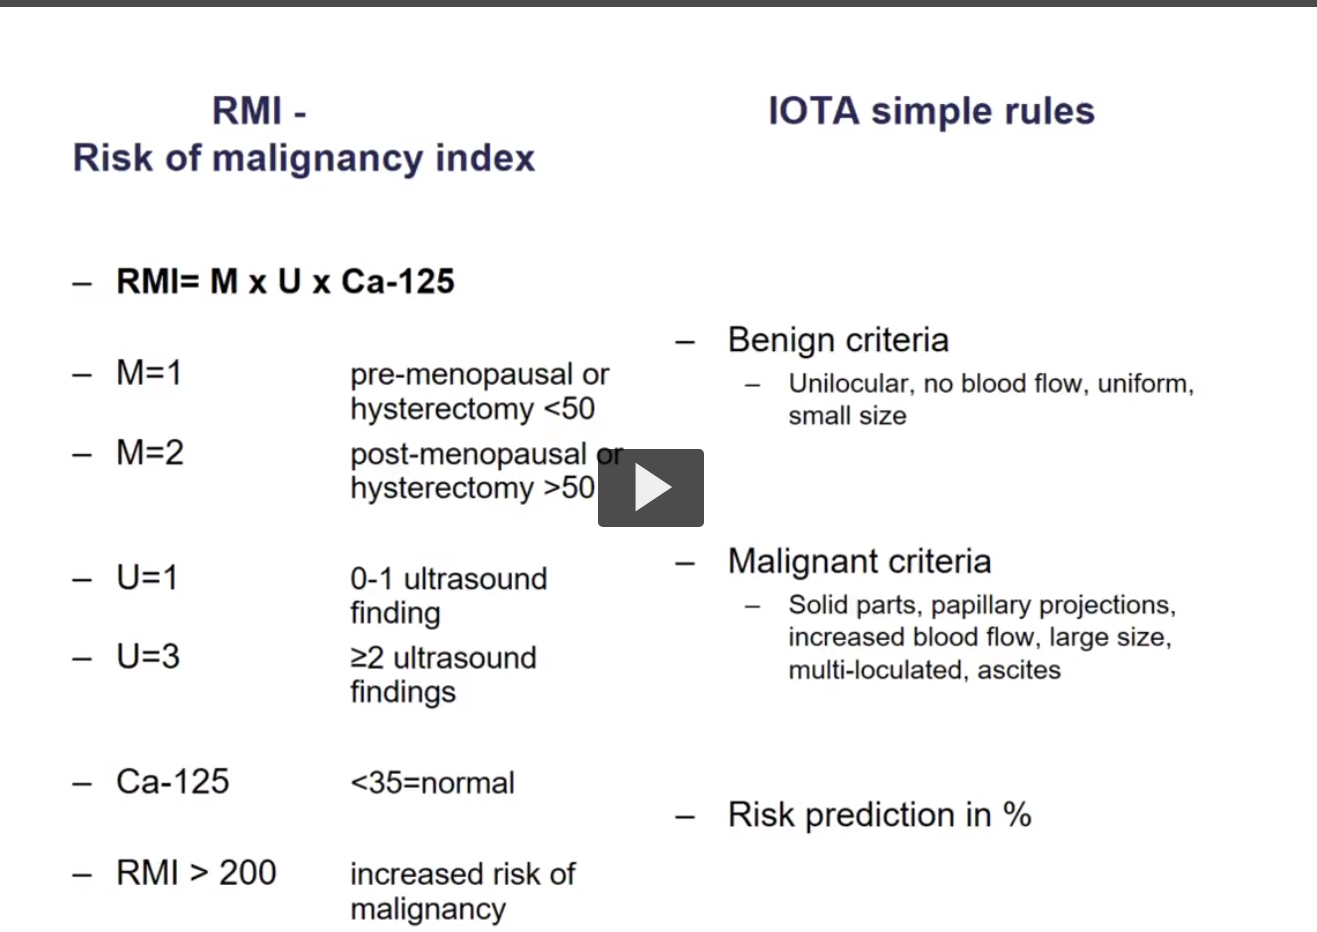 RMI -
Risk of malignancy index
– RMI= M x U x Ca-125
– M=1 pre-menopausal or
hysterectomy <50
– M=2 post-menopausal or
hysterectomy >50
– U=1 0-1 ultrasound
finding
– U=3 ≥2 ultrasound
findings
– Ca-125 <35=normal
– RMI > 200 increased risk of
malignancy
IOTA simple rules
– Benign criteria
– Unilocular, no blood flow, uniform,
small size
– Malignant criteria
– Solid parts, papillary projections,
increased blood flow, large size,
multi-loculated, ascites
– Risk prediction in %